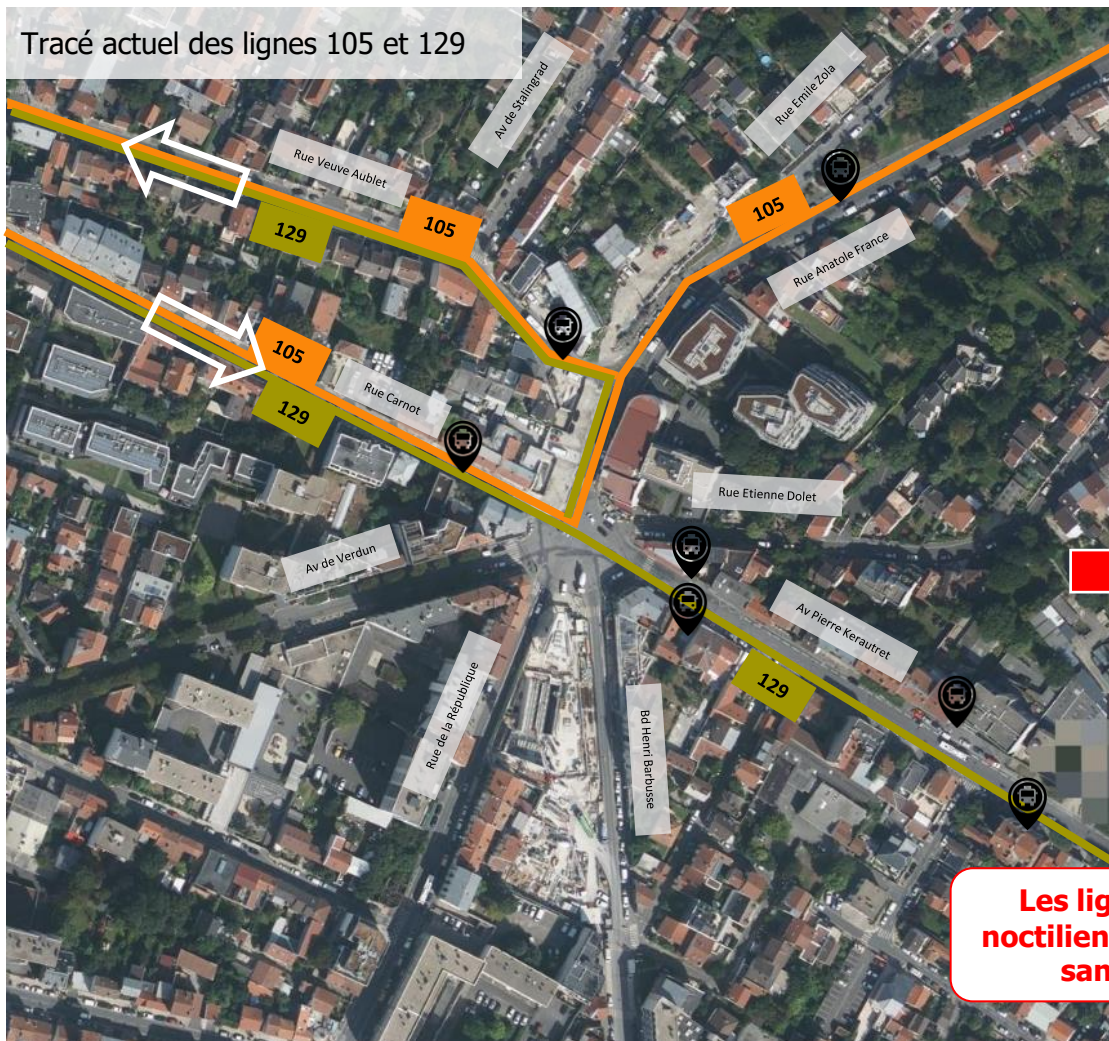 Tracé actuel des lignes 105 et 129
Av de Stalingrad
Rue Emile Zola
Rue Veuve Aublet
105
105
129
Rue Anatole France
105
Rue Carnot
129
Rue Etienne Dolet
Av de Verdun
Av Pierre Kerautret
129
Rue de la République
Bd Henri Barbusse
Les lig
noctilien
san